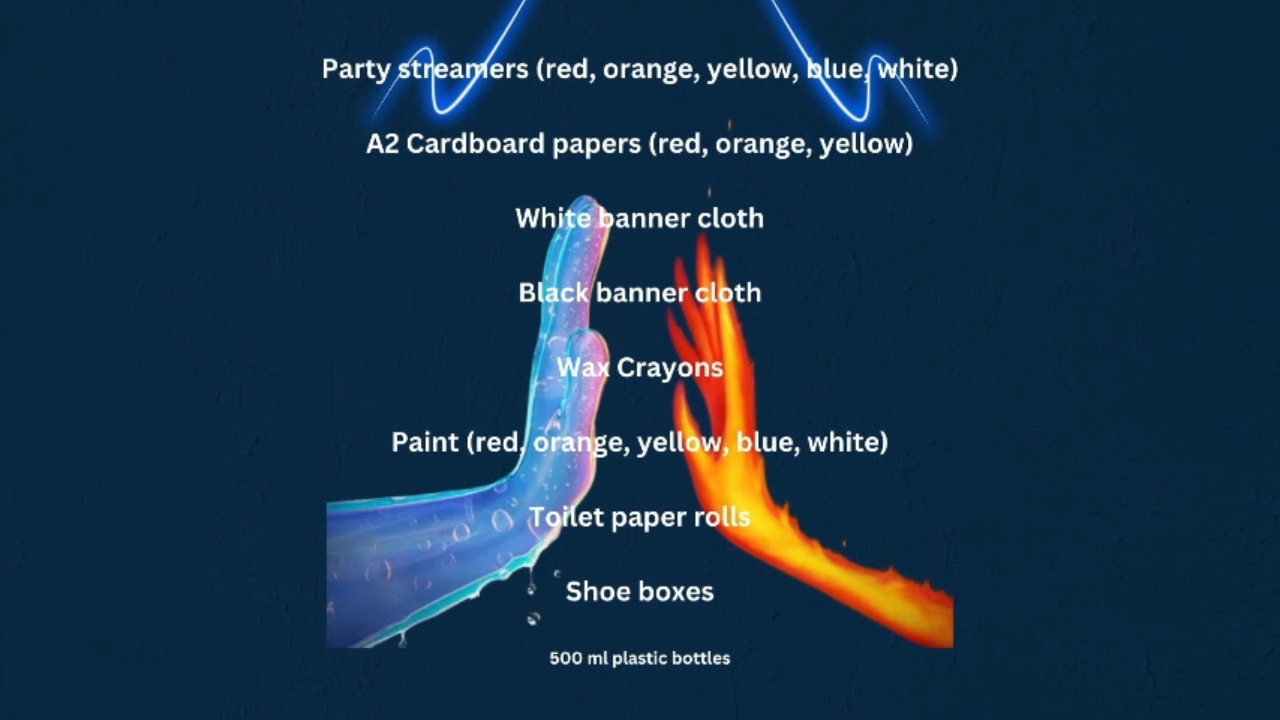 Party streamers (red, orange, yellow, blue, white)
A2 Cardboard papers (red, orange, yellow)
White banner cloth
Black banner cloth
Wax Crayons
Paint (red, orange, yellow, blue, white)
Toilet paper rolls
Shoe boxes
500 ml plastic bottles